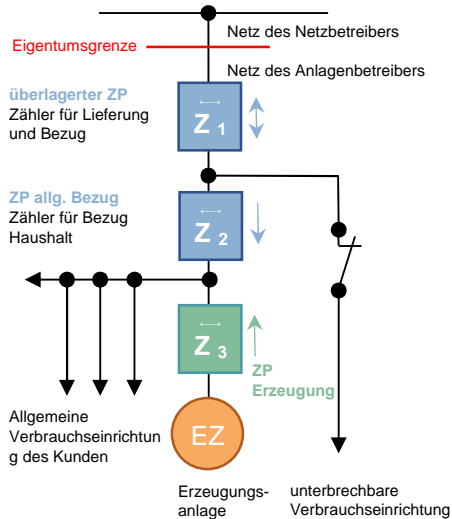 Netz des Netzbetreibers
Eigentumsgrenze
Netz des Anlagenbetreibers
überlagerter ZP
Zähler für Lieferung
und Bezug
Z 1
ZP allg. Bezug
Zähler für Bezug
Haushalt
Z 2
Z 3
ZP
Erzeugung
Allgemeine
Verbrauchseinrichtun
g des Kunden
EZ
Erzeugungs-
anlage
unterbrechbare
Verbrauchseinrichtung